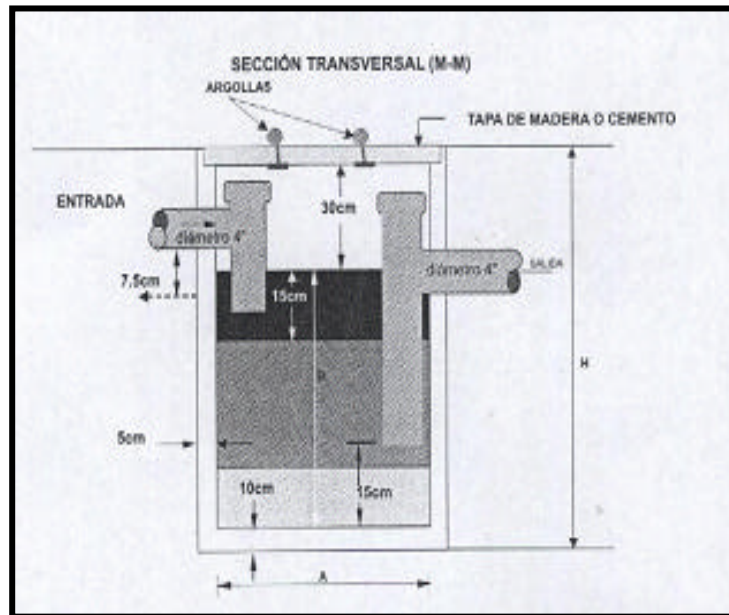 SECCIÓN TRANSVERSAL (M-M)
ARGOLLAS
TAPA DE MADERA O CEMENTO
ENTRADA
30cm
diámetro 4"
diámetro 4"
SALIDA
7.5cm
15cm
H
5cm
10cm
15cm
A